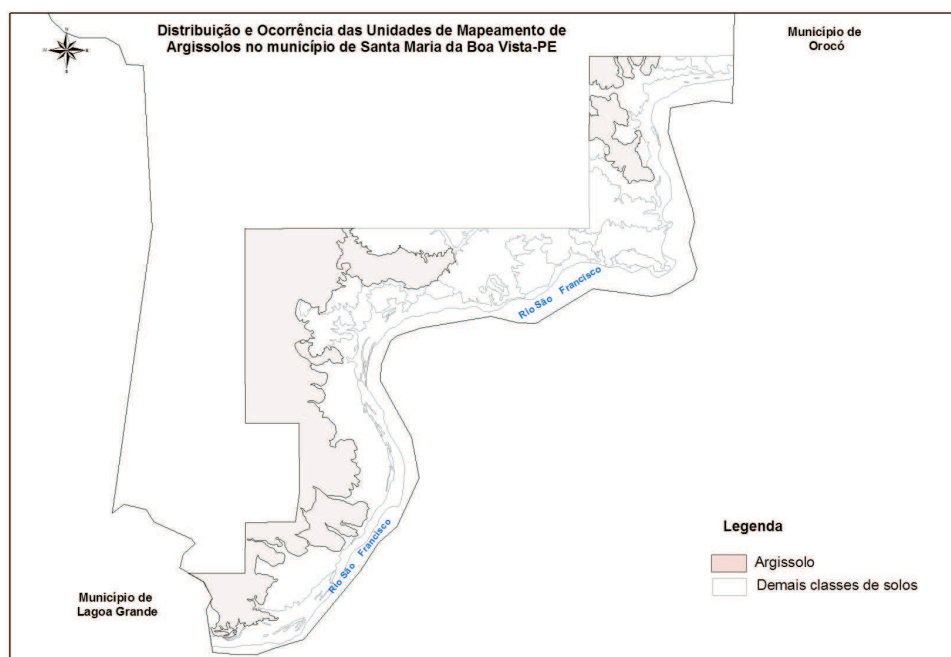 Distribuição e Ocorrência das Unidades de Mapeamento de
Argissolos no município de Santa Maria da Boa Vista-PE
Município de
Orocó
Rio São Francisco
Rio São Francisco
Legenda
Argissolo
Demais classes de solos
Município de
Lagoa Grande